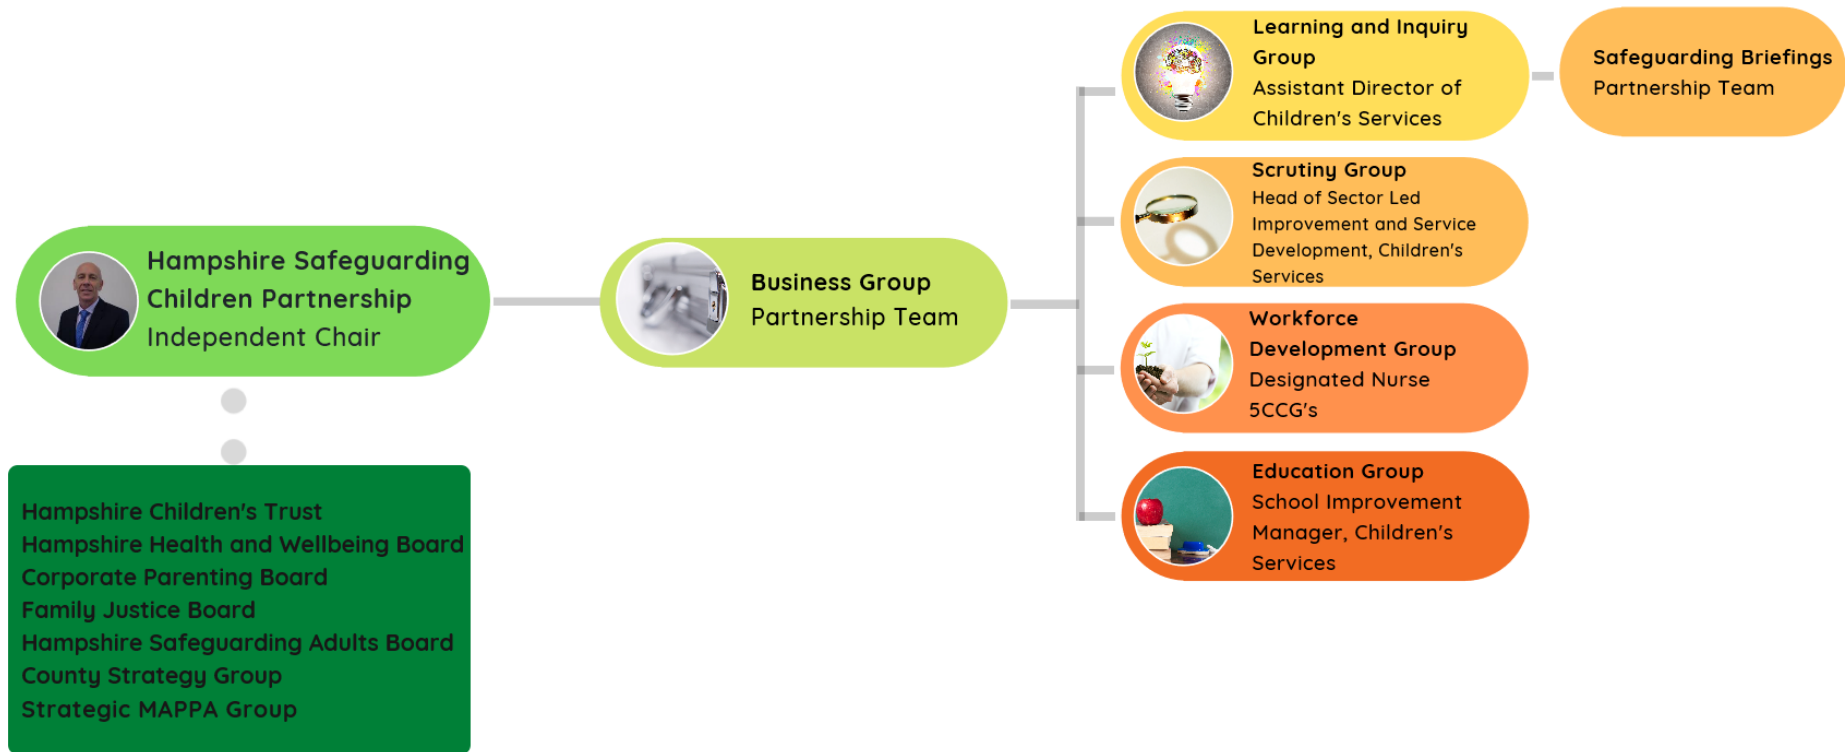 Hampshire Safeguarding
Children Partnership
Independent Chair
Hampshire Children's Trust
Hampshire Health and Wellbeing Board
Corporate Parenting Board
Family Justice Board
Hampshire Safeguarding Adults Board
County Strategy Group
Strategic MAPPA Group
Business Group
Partnership Team
Learning and Inquiry
Group
Assistant Director of
Children's Services
Safeguarding Briefings
Partnership Team
Scrutiny Group
Head of Sector Led
Improvement and Service
Development, Children's
Services
Workforce
Development Group
Designated Nurse
5CCG's
Education Group
School Improvement
Manager, Children's
Services